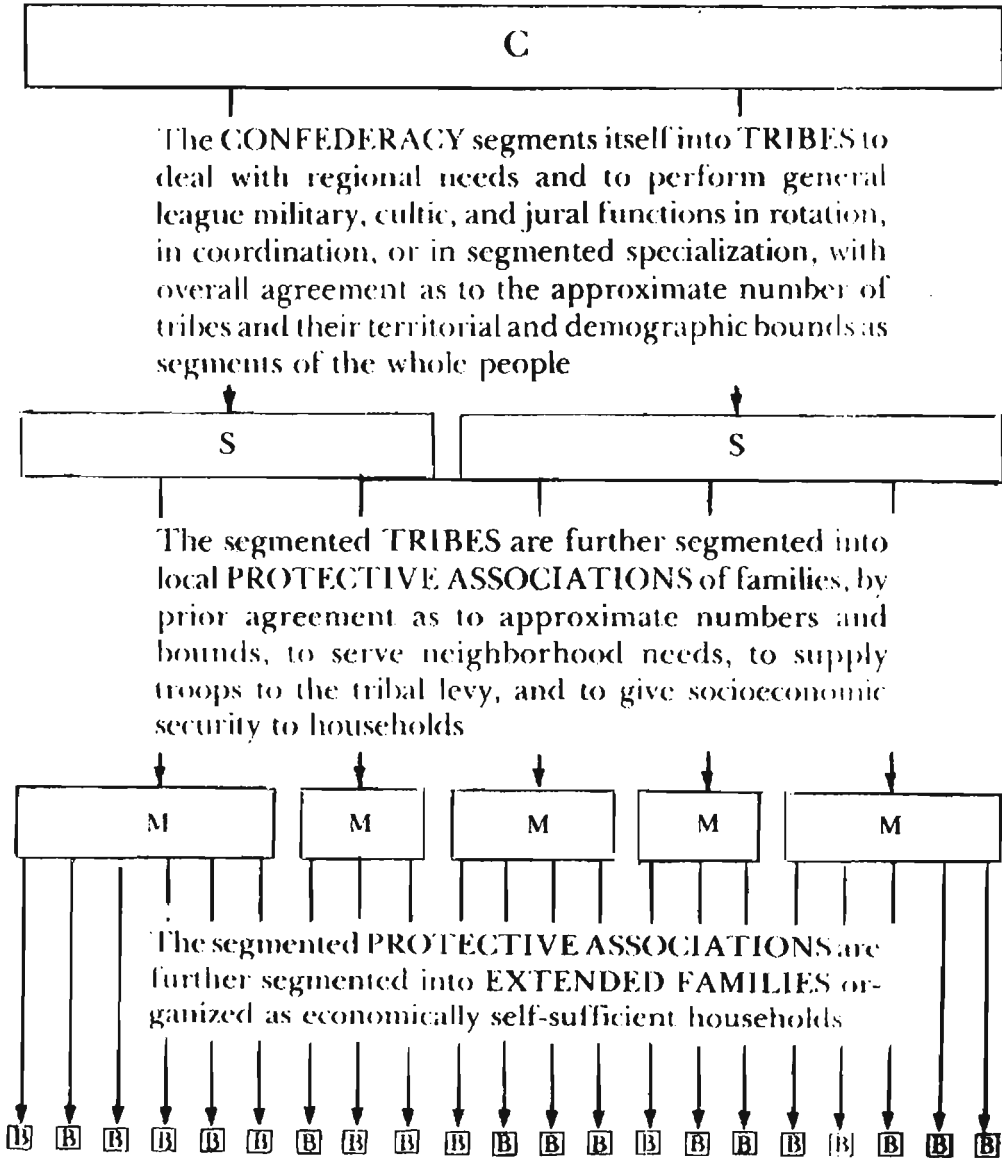 C
The CONFEDERACY segments itself into TRIBES to
deal with regional needs and to perform general
league military, cultic, and jural functions in rotation,
in coordination, or in segmented specialization, with
overall agreement as to the approximate number of
tribes and their territorial and demographic bounds as
segments of the whole people
S S
The segmented TRIBES are further segmented into
local PROTECTIVE ASSOCIATIONS of families, by
prior agreement as to approximate numbers and
bounds, to serve neighborhood needs, to supply
troops to the tribal levy, and to give socioeconomic
security to households
M M M M M
The segmented PROTECTIVE ASSOCIATIONS are
further segmented into EXTENDED FAMILIES or-
ganized as economically self-sufficient households
B B B B B B B B B B B B B B B B B B B B B